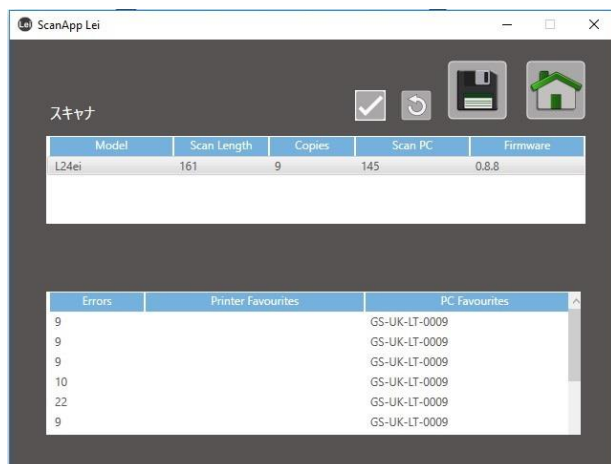 Lei ScanApp Lei
スキャナ
Model Scan Length Copies Scan PC Firmware
L24ei 161 9 145 0.8.8
Errors Printer Favourites PC Favourites
9 GS-UK-LT-0009
9 GS-UK-LT-0009
9 GS-UK-LT-0009
10 GS-UK-LT-0009
22 GS-UK-LT-0009
9 GS-UK-LT-0009